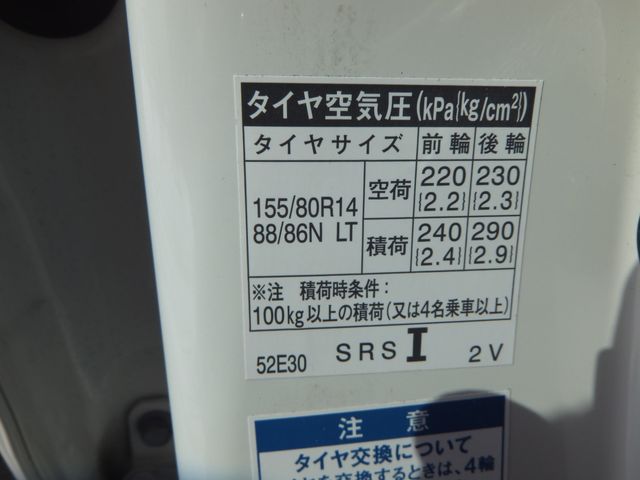 タイヤ空気圧(kPa{kg/cm²})
タイヤサイズ 前輪 後輪
155/80R14 88/86N LT
空荷 220 {2.2} 230 {2.3}
積荷 240 {2.4} 290 {2.9}
※注 積荷時条件:
100kg以上の積荷(又は4名乗車以上)
52E30 SRS I 2V
注意
タイヤ交換について
を交換するときは、4輪